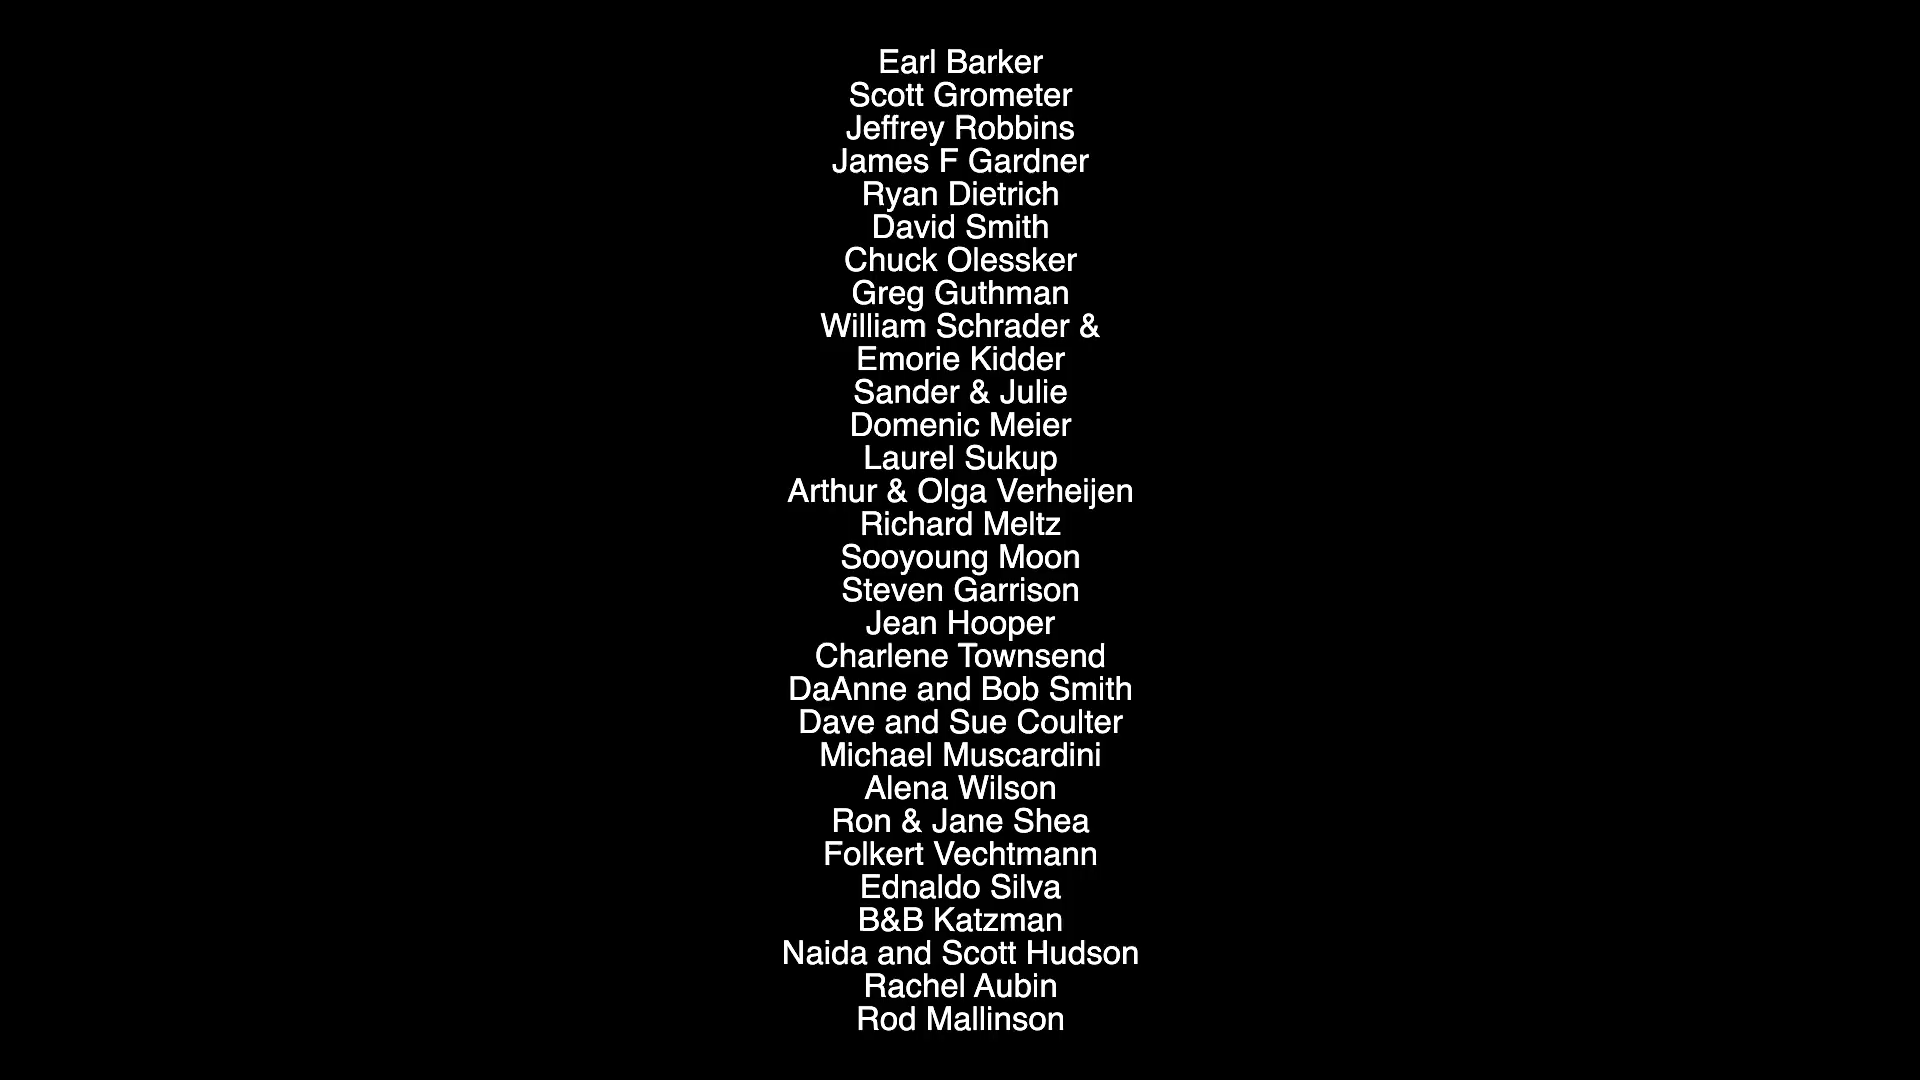 Earl Barker
Scott Grometer
Jeffrey Robbins
James F Gardner
Ryan Dietrich
David Smith
Chuck Olessker
Greg Guthman
William Schrader &
Emorie Kidder
Sander & Julie
Domenic Meier
Laurel Sukup
Arthur & Olga Verheijen
Richard Meltz
Sooyoung Moon
Steven Garrison
Jean Hooper
Charlene Townsend
DaAnne and Bob Smith
Dave and Sue Coulter
Michael Muscardini
Alena Wilson
Ron & Jane Shea
Folkert Vechtmann
Ednaldo Silva
B&B Katzman
Naida and Scott Hudson
Rachel Aubin
Rod Mallinson